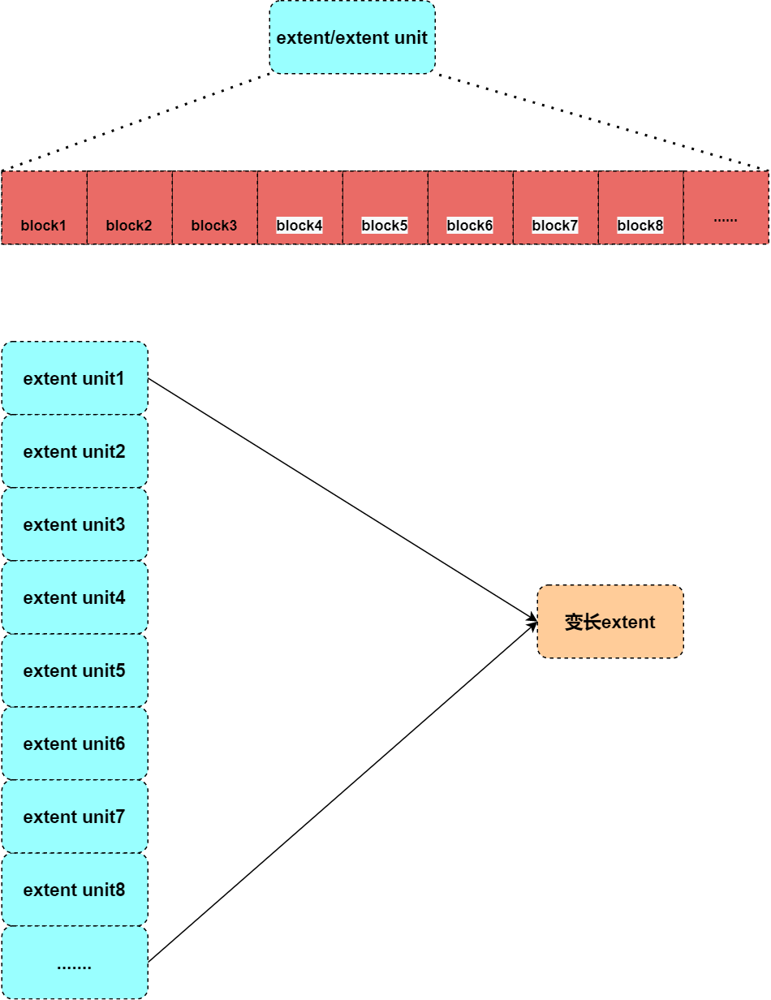 extent/extent unit
block1
block2
block3
block4
block5
block6
block7
block8
......
extent unit1
extent unit2
extent unit3
extent unit4
extent unit5
extent unit6
extent unit7
extent unit8
.......
变长extent